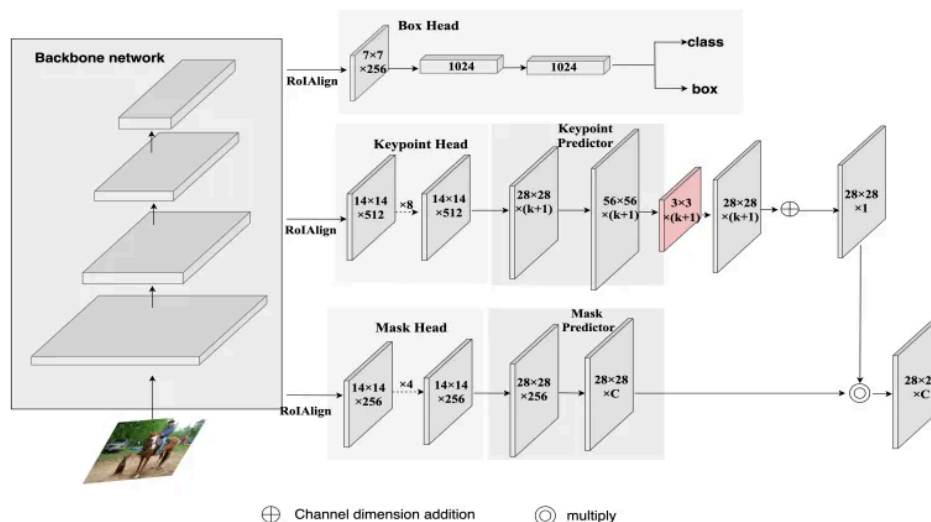 Backbone network
RoIAlign
Box Head
7×7
×256
1024
1024
class
box
RoIAlign
Keypoint Head
14×14
×512
×8
14×14
×512
Keypoint
Predictor
28×28
×(k+1)
56×56
×(k+1)
3×3
×(k+1)
28×28
×(k+1)
28×28
×1
RoIAlign
Mask Head
14×14
×256
×4
14×14
×256
Mask
Predictor
28×28
×256
28×28
×C
28×2
×C
Channel dimension addition
multiply